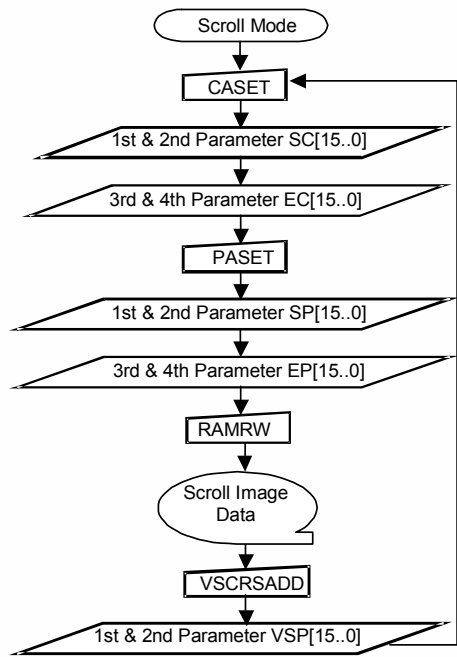 Scroll Mode
CASET
1st & 2nd Parameter SC[15..0]
3rd & 4th Parameter EC[15..0]
PASET
1st & 2nd Parameter SP[15..0]
3rd & 4th Parameter EP[15..0]
RAMRW
Scroll Image
Data
VSCRSADD
1st & 2nd Parameter VSP[15..0]